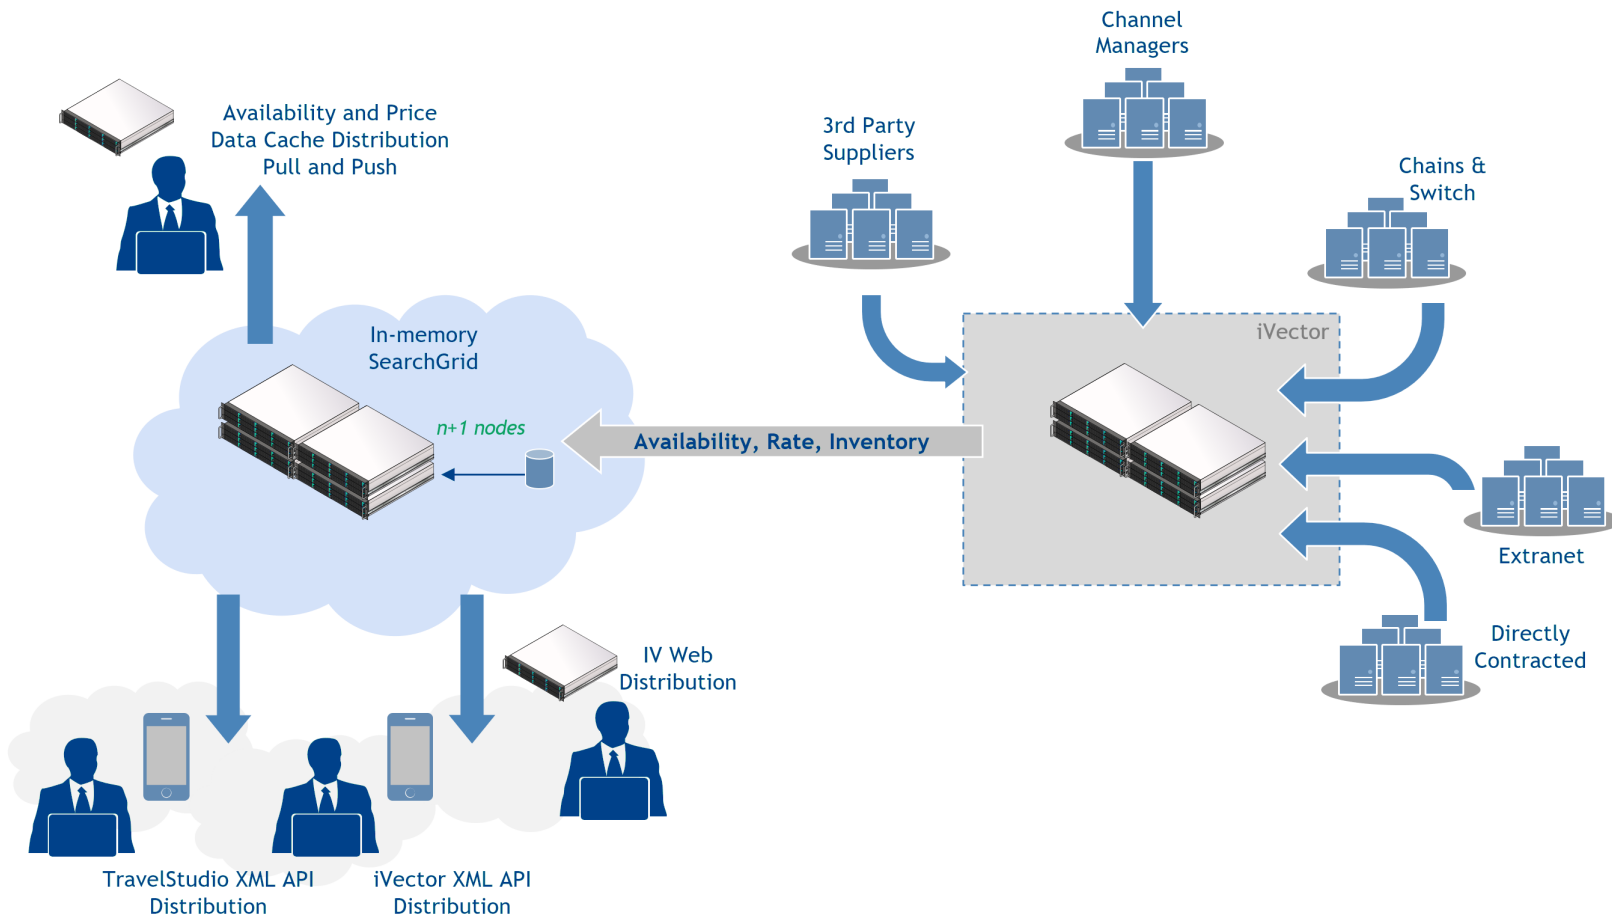 Channel
Managers
Availability and Price
Data Cache Distribution
Pull and Push
3rd Party
Suppliers
Chains &
Switch
In-memory
SearchGrid
iVector
n+1 nodes
Availability, Rate, Inventory
Extranet
Directly
Contracted
IV Web
Distribution
TravelStudio XML API
Distribution
iVector XML API
Distribution